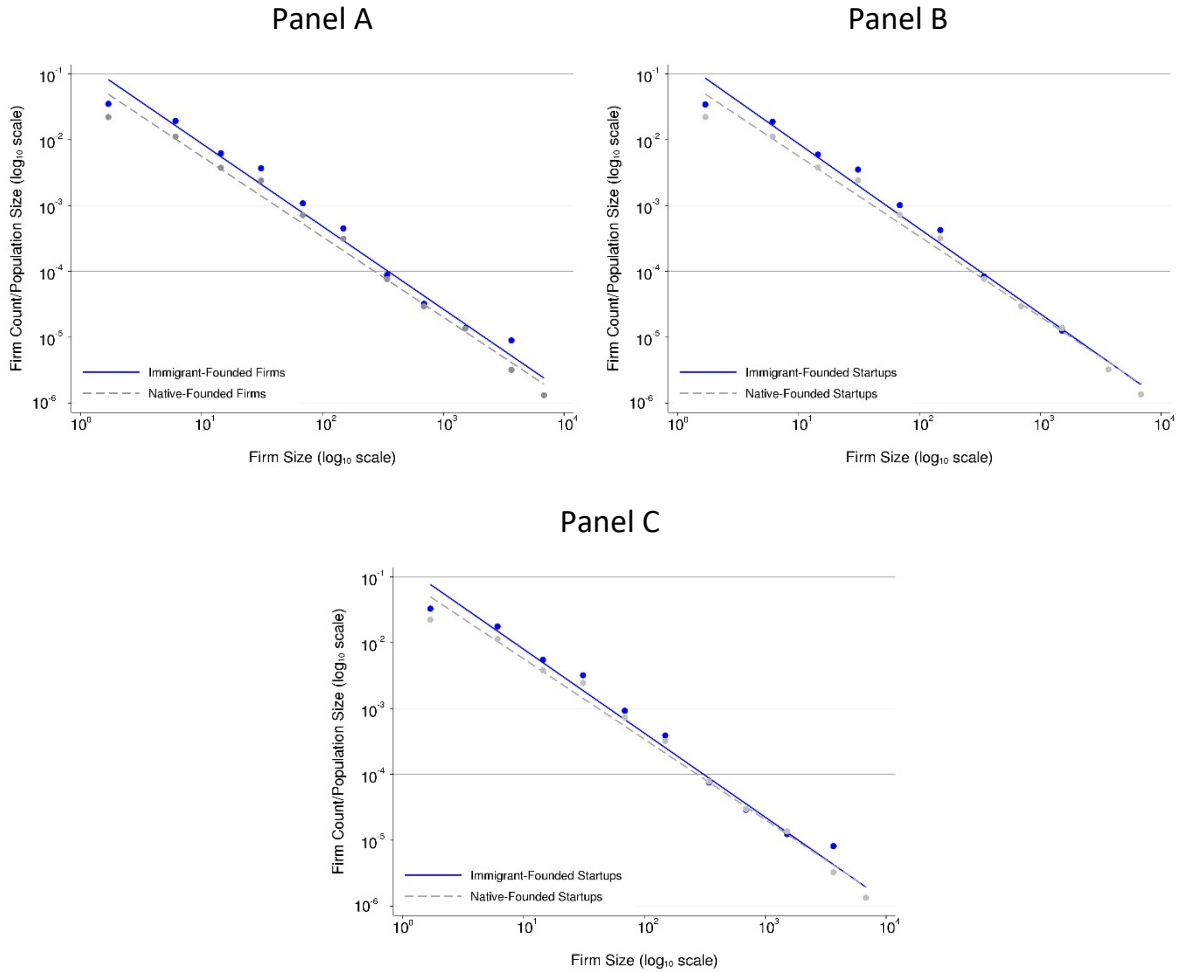 Panel A
Firm Count/Population Size (log₁₀ scale)
10⁻¹
10⁻²
10⁻³
10⁻⁴
10⁻⁵
10⁻⁶
Immigrant-Founded Firms
Native-Founded Firms
10⁰ 10¹ 10² 10³ 10⁴
Firm Size (log₁₀ scale)
Panel B
Firm Count/Population Size (log₁₀ scale)
10⁻¹
10⁻²
10⁻³
10⁻⁴
10⁻⁵
10⁻⁶
Immigrant-Founded Startups
Native-Founded Startups
10⁰ 10¹ 10² 10³ 10⁴
Firm Size (log₁₀ scale)
Panel C
Firm Count/Population Size (log₁₀ scale)
10⁻¹
10⁻²
10⁻³
10⁻⁴
10⁻⁵
10⁻⁶
Immigrant-Founded Startups
Native-Founded Startups
10⁰ 10¹ 10² 10³ 10⁴
Firm Size (log₁₀ scale)